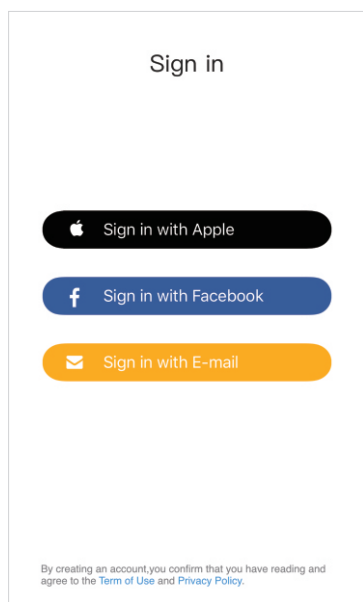 Sign in
Sign in with Apple
Sign in with Facebook
Sign in with E-mail
By creating an account,you confirm that you have reading and
agree to the Term of Use and Privacy Policy.